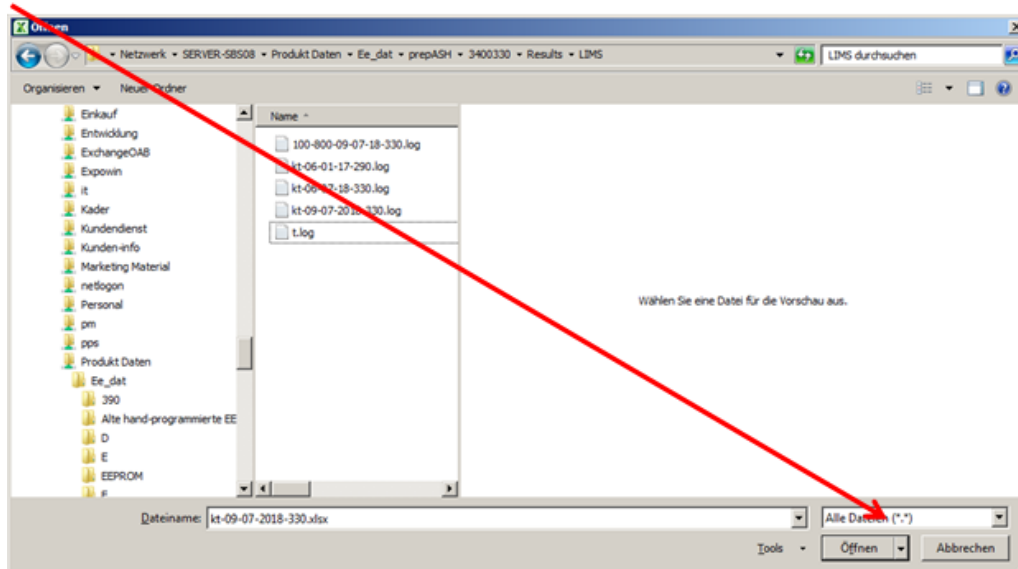 Öffnen
Netzwerk SERVER-SBS08 Produkt Daten Ee_dat prepASH 3400330 Results LIMS
LIMS durchsuchen
Organisieren Neuer Ordner
Einkauf
Entwicklung
ExchangeOAB
Expowin
it
Kader
Kundendienst
Kunden-info
Marketing Material
netlogon
Personal
pm
pps
Produkt Daten
Ee_dat
390
Alte hand-programmierte EE
D
E
EEPROM
Name
100-800-09-07-18-330.log
kt-06-01-17-290.log
kt-06-07-18-330.log
kt-09-07-2018-330.log
t.log
Wählen Sie eine Datei für die Vorschau aus.
Dateiname: kt-09-07-2018-330.xlsx
Alle Dateien (*.*)
Tools Öffnen Abbrechen